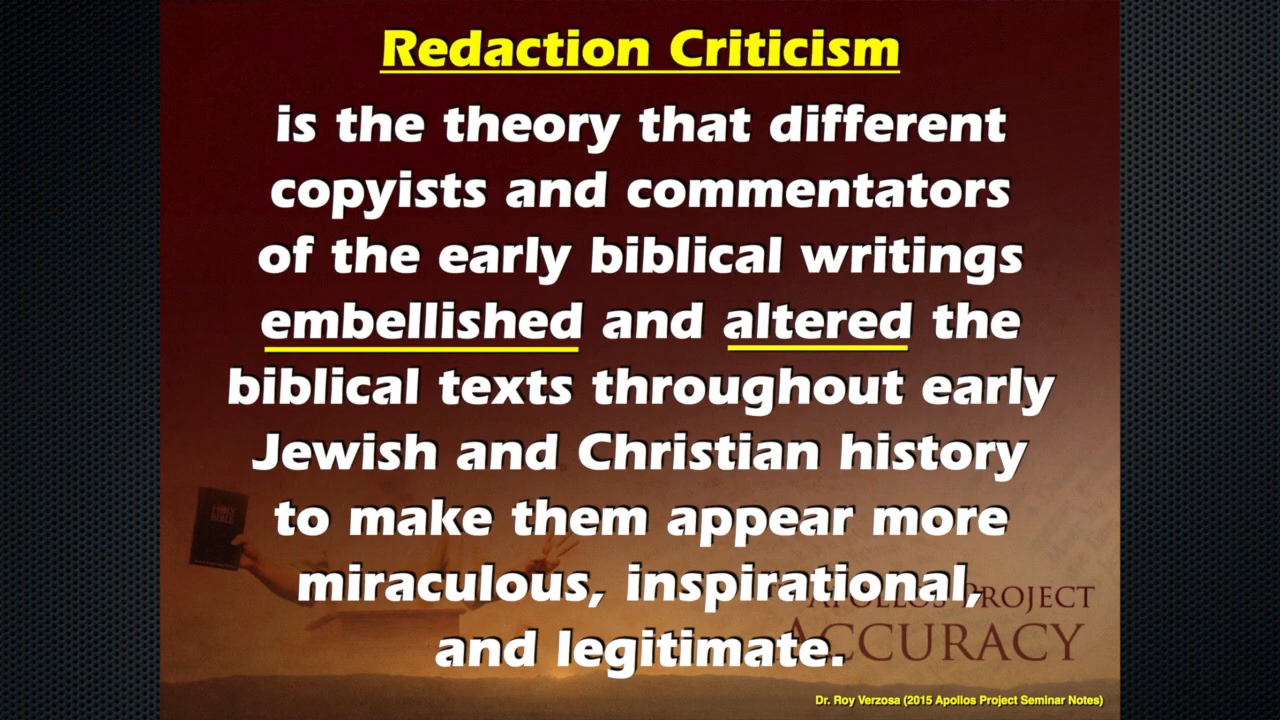 Redaction Criticism
is the theory that different
copyists and commentators
of the early biblical writings
embellished and altered the
biblical texts throughout early
Jewish and Christian history
to make them appear more
miraculous, inspirational,
and legitimate.
APOLLOS PROJECT
ACCURACY
HOLY
BIBLE
Dr. Roy Verzosa (2015 Apollos Project Seminar Notes)